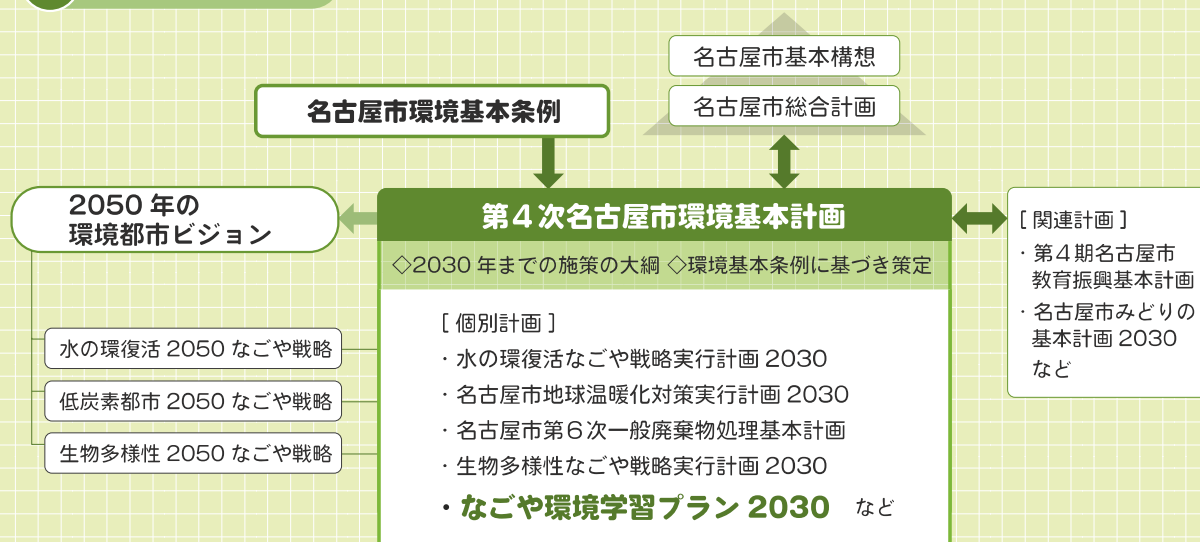 名古屋市基本構想
名古屋市総合計画
名古屋市環境基本条例
2050 年の
環境都市ビジョン
第４次名古屋市環境基本計画
◇2030 年までの施策の大綱 ◇環境基本条例に基づき策定
[ 関連計画 ]
・第４期名古屋市
教育振興基本計画
・名古屋市みどりの
基本計画 2030
など
水の環復活 2050 なごや戦略
低炭素都市 2050 なごや戦略
生物多様性 2050 なごや戦略
[ 個別計画 ]
・水の環復活なごや戦略実行計画 2030
・名古屋市地球温暖化対策実行計画 2030
・名古屋市第６次一般廃棄物処理基本計画
・生物多様性なごや戦略実行計画 2030
・なごや環境学習プラン 2030 など